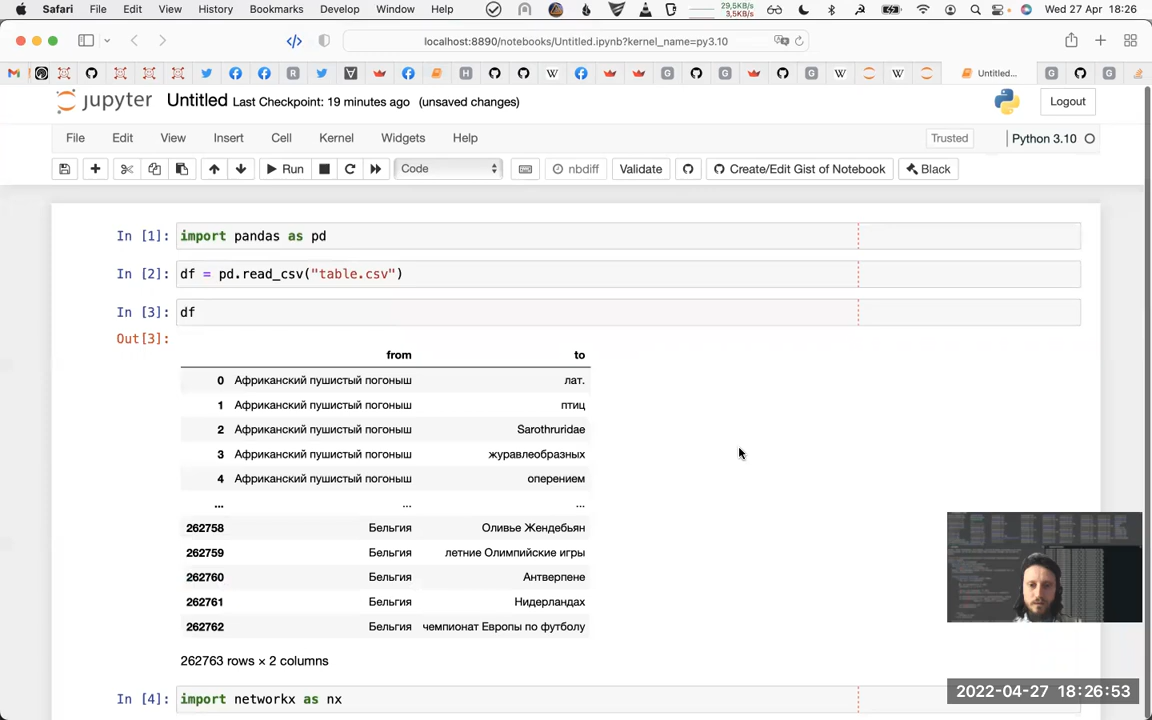 Safari File Edit View History Bookmarks Develop Window Help 29,5KB/s 3,5KB/s Wed 27 Apr 18:26
localhost:8890/notebooks/Untitled.ipynb?kernel_name=py3.10
Untitled...
jupyter Untitled Last Checkpoint: 19 minutes ago (unsaved changes) Logout
File Edit View Insert Cell Kernel Widgets Help Trusted Python 3.10
Run Code nbdiff Validate Create/Edit Gist of Notebook Black
In [1]: import pandas as pd
In [2]: df = pd.read_csv("table.csv")
In [3]: df
Out[3]:
from to
0 Африканский пушистый погоныш лат.
1 Африканский пушистый погоныш птиц
2 Африканский пушистый погоныш Sarothruridae
3 Африканский пушистый погоныш журавлеобразных
4 Африканский пушистый погоныш оперением
... ... ...
262758 Бельгия Оливье Жендебьян
262759 Бельгия летние Олимпийские игры
262760 Бельгия Антверпене
262761 Бельгия Нидерландах
262762 Бельгия чемпионат Европы по футболу
262763 rows × 2 columns
In [4]: import networkx as nx
2022-04-27 18:26:53